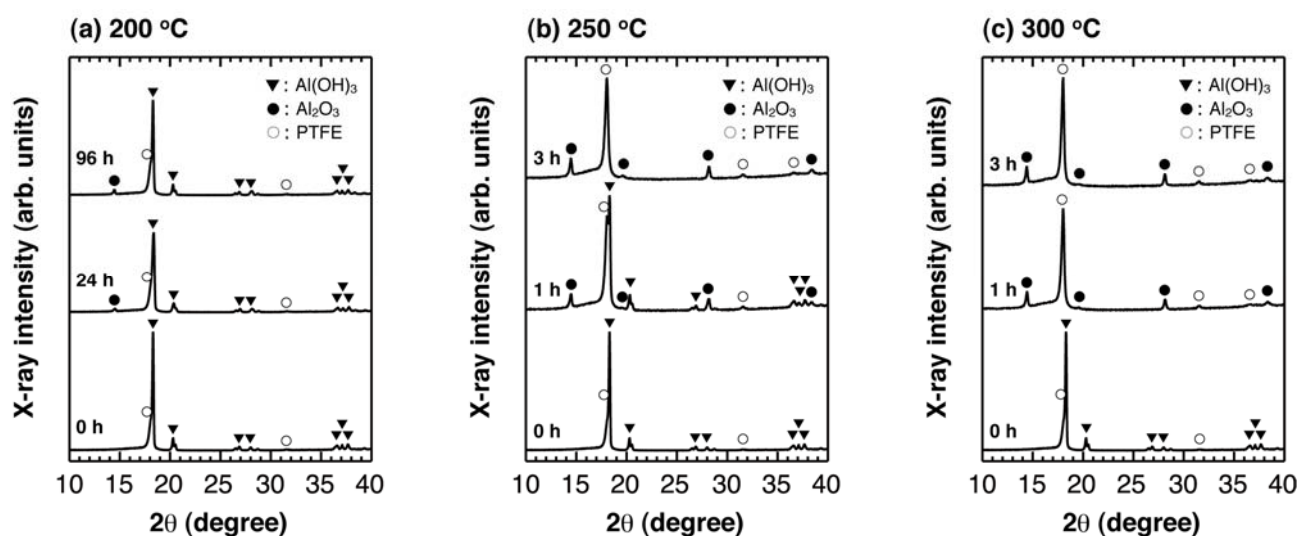 (a) 200 °C
X-ray intensity (arb. units)
▼: Al(OH)₃
●: Al₂O₃
○: PTFE
96 h
24 h
0 h
10 15 20 25 30 35 40
2θ (degree)
(b) 250 °C
X-ray intensity (arb. units)
▼: Al(OH)₃
●: Al₂O₃
○: PTFE
3 h
1 h
0 h
10 15 20 25 30 35 40
2θ (degree)
(c) 300 °C
X-ray intensity (arb. units)
▼: Al(OH)₃
●: Al₂O₃
○: PTFE
3 h
1 h
0 h
10 15 20 25 30 35 40
2θ (degree)